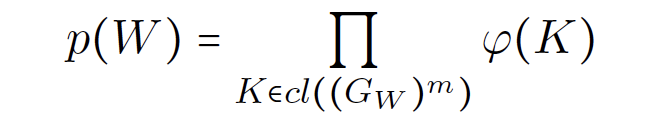 p(W) = ∏_{K∈cl((G_W)^m)} φ(K)